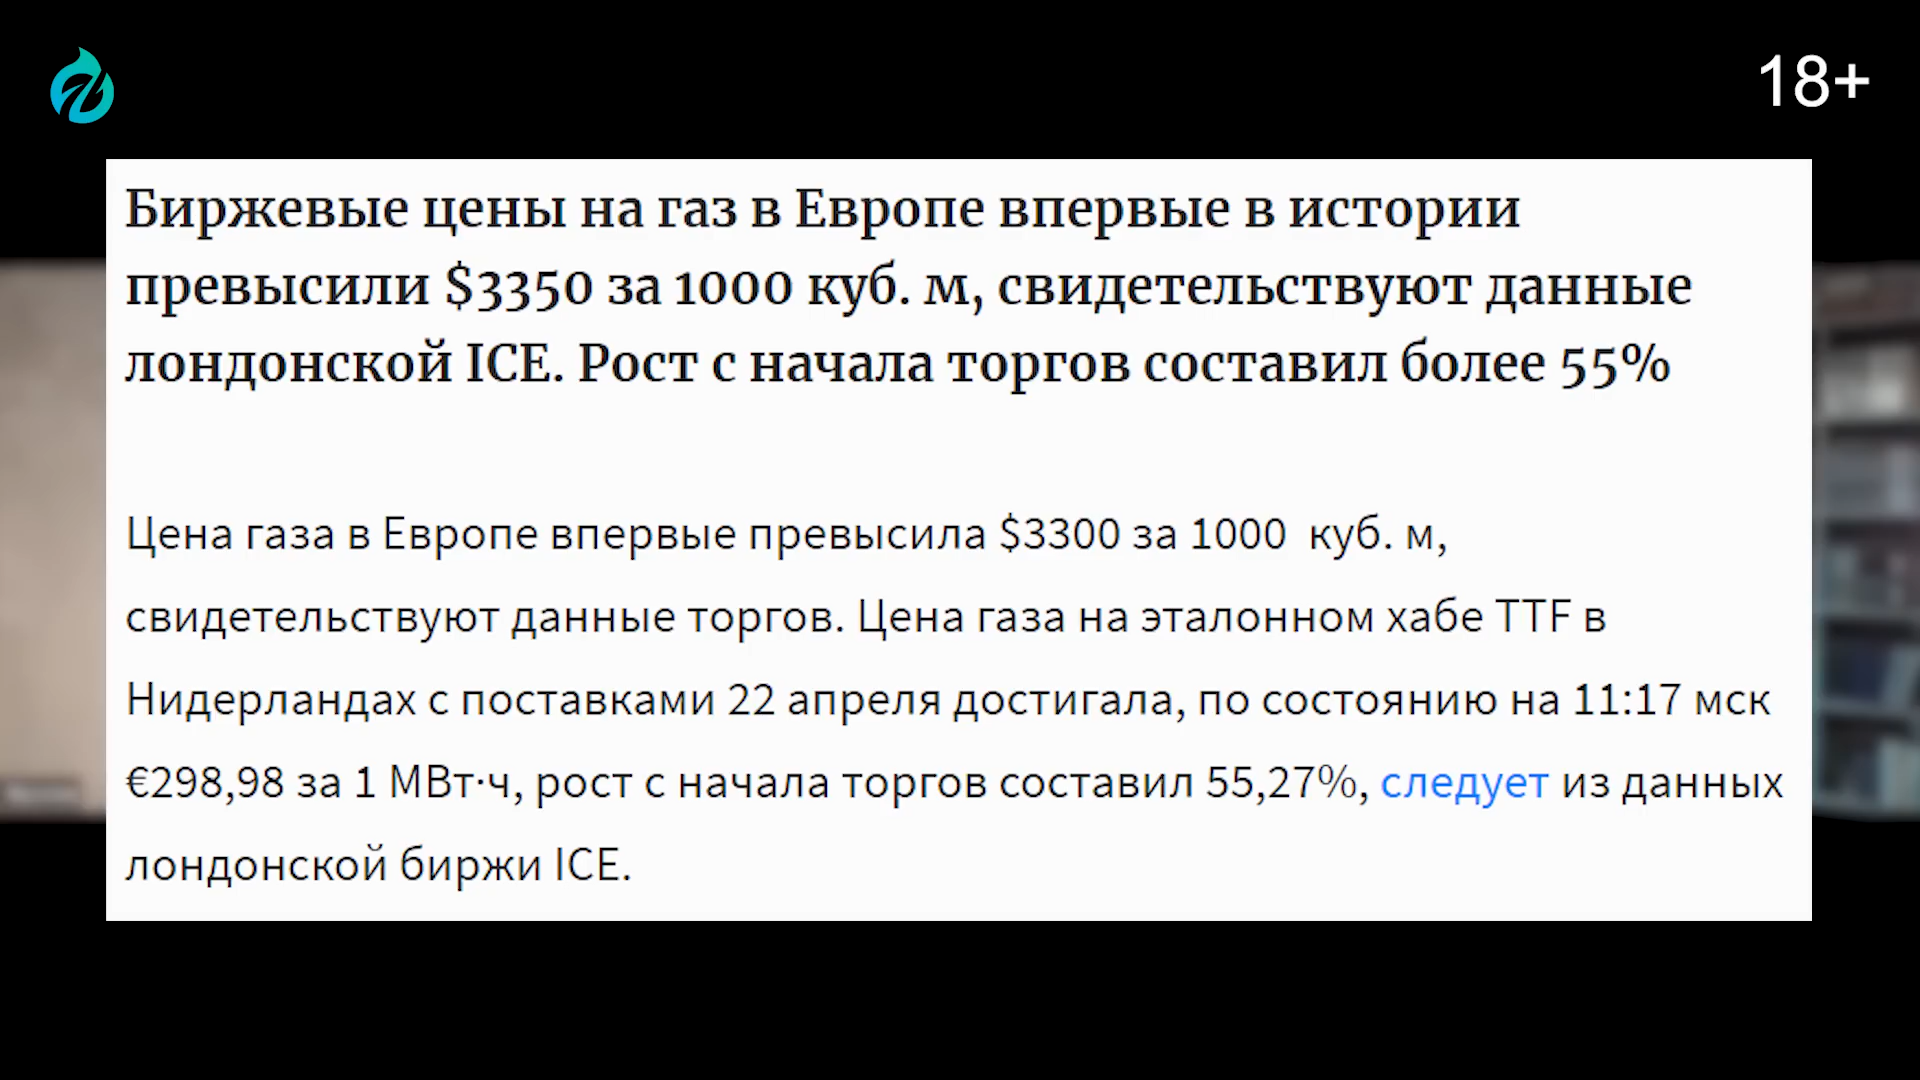 18+
Биржевые цены на газ в Европе впервые в истории
превысили $3350 за 1000 куб. м, свидетельствуют данные
лондонской ICE. Рост с начала торгов составил более 55%
Цена газа в Европе впервые превысила $3300 за 1000 куб. м,
свидетельствуют данные торгов. Цена газа на эталонном хабе TTF в
Нидерландах с поставками 22 апреля достигала, по состоянию на 11:17 мск
€298,98 за 1 МВт·ч, рост с начала торгов составил 55,27%, следует из данных
лондонской биржи ICE.